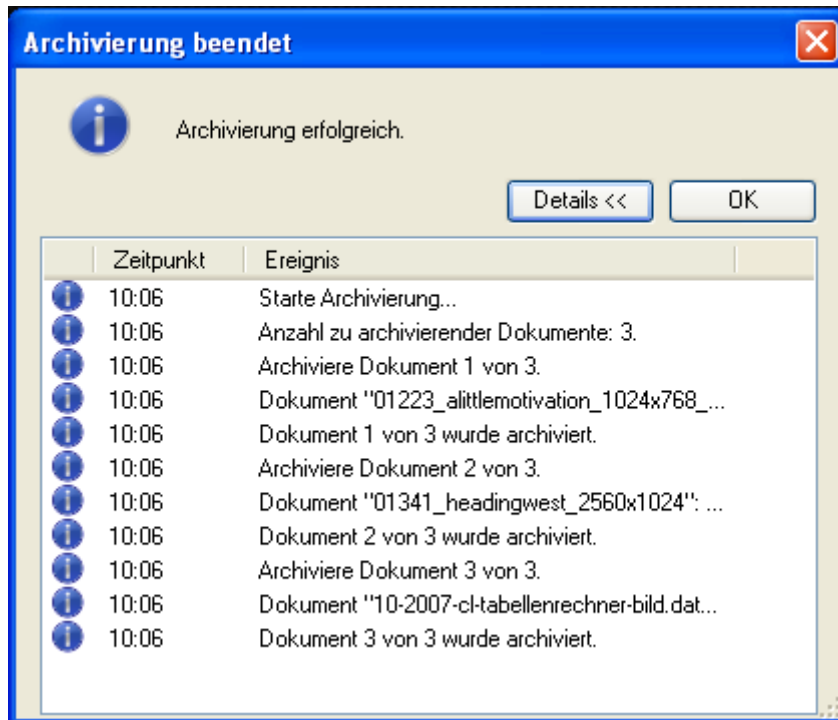 Archivierung beendet
Archivierung erfolgreich.
Details << OK
Zeitpunkt Ereignis
10:06 Starte Archivierung...
10:06 Anzahl zu archivierender Dokumente: 3.
10:06 Archiviere Dokument 1 von 3.
10:06 Dokument "01223_alittlemotivation_1024x768_...
10:06 Dokument 1 von 3 wurde archiviert.
10:06 Archiviere Dokument 2 von 3.
10:06 Dokument "01341_headingwest_2560x1024": ...
10:06 Dokument 2 von 3 wurde archiviert.
10:06 Archiviere Dokument 3 von 3.
10:06 Dokument "10-2007-cl-tabellenrechner-bild.dat...
10:06 Dokument 3 von 3 wurde archiviert.